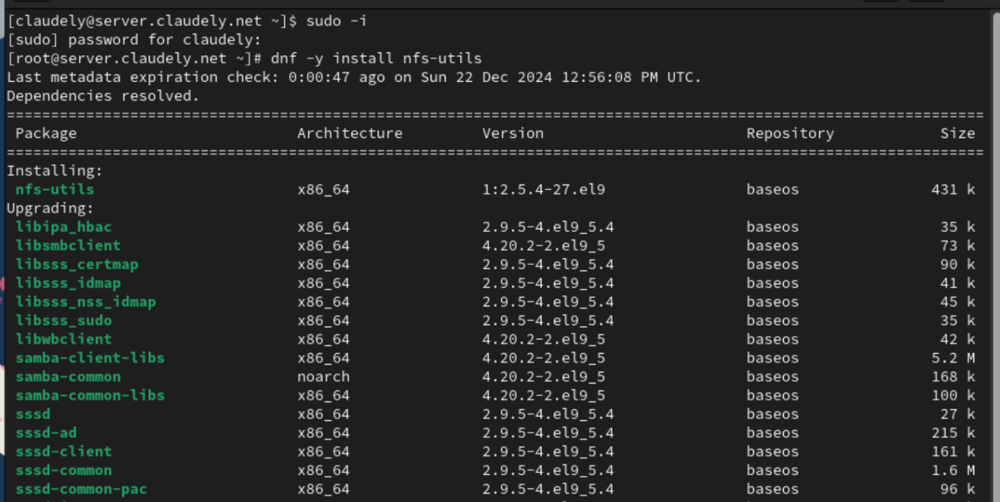 [claudely@server.claudely.net ~]$ sudo -i
[sudo] password for claudely:
[root@server.claudely.net ~]# dnf -y install nfs-utils
Last metadata expiration check: 0:00:47 ago on Sun 22 Dec 2024 12:56:08 PM UTC.
Dependencies resolved.
================================================================================================================
Package Architecture Version Repository Size
================================================================================================================
Installing:
nfs-utils x86_64 1:2.5.4-27.el9 baseos 431 k
Upgrading:
libipa_hbac x86_64 2.9.5-4.el9_5.4 baseos 35 k
libsmbclient x86_64 4.20.2-2.el9_5 baseos 73 k
libsss_certmap x86_64 2.9.5-4.el9_5.4 baseos 90 k
libsss_idmap x86_64 2.9.5-4.el9_5.4 baseos 41 k
libsss_nss_idmap x86_64 2.9.5-4.el9_5.4 baseos 45 k
libsss_sudo x86_64 2.9.5-4.el9_5.4 baseos 35 k
libwbclient x86_64 4.20.2-2.el9_5 baseos 42 k
samba-client-libs x86_64 4.20.2-2.el9_5 baseos 5.2 M
samba-common noarch 4.20.2-2.el9_5 baseos 168 k
samba-common-libs x86_64 4.20.2-2.el9_5 baseos 100 k
sssd x86_64 2.9.5-4.el9_5.4 baseos 27 k
sssd-ad x86_64 2.9.5-4.el9_5.4 baseos 215 k
sssd-client x86_64 2.9.5-4.el9_5.4 baseos 161 k
sssd-common x86_64 2.9.5-4.el9_5.4 baseos 1.6 M
sssd-common-pac x86_64 2.9.5-4.el9_5.4 baseos 96 k